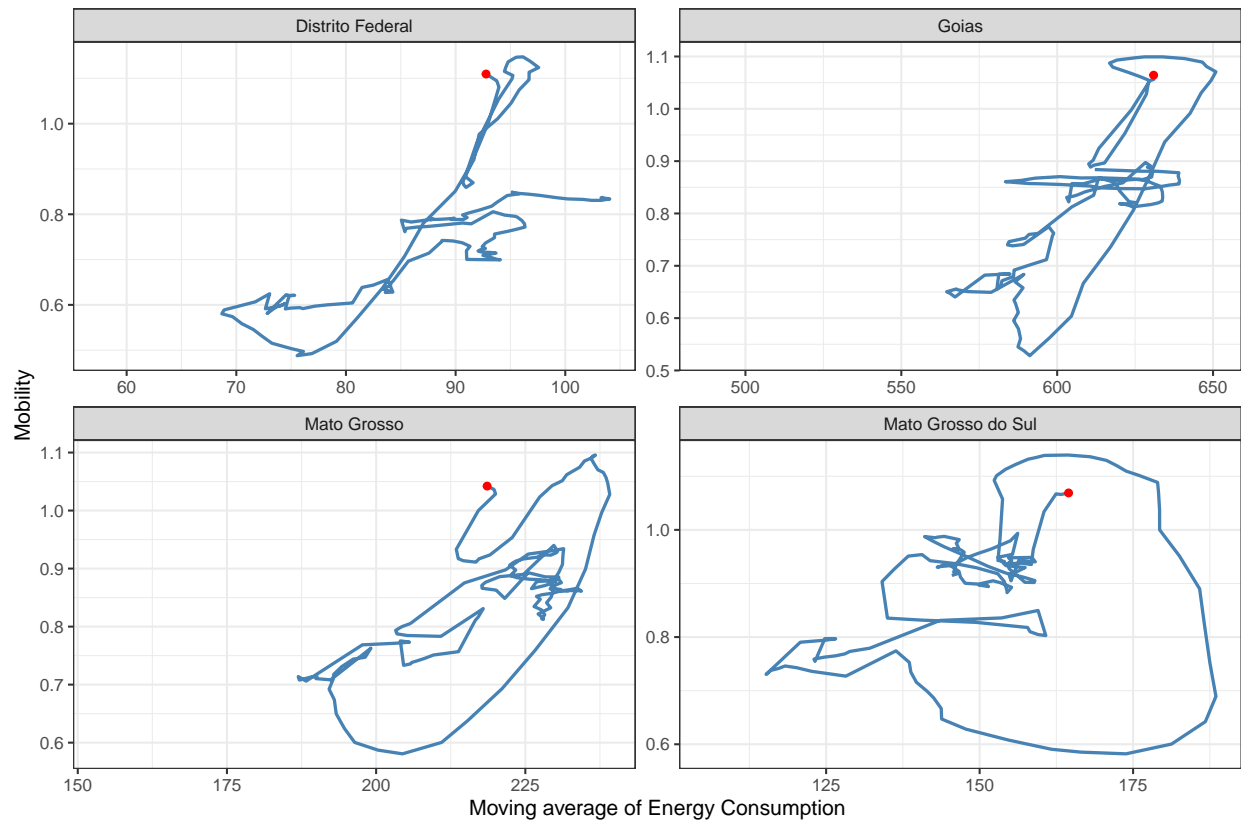 Distrito Federal
Goias
1.0
0.8
0.6
60 70 80 90 100
1.1
1.0
0.9
0.8
0.7
0.6
0.5
500 550 600 650
Mobility
Mato Grosso
Mato Grosso do Sul
1.1
1.0
0.9
0.8
0.7
0.6
150 175 200 225
1.0
0.8
0.6
125 150 175
Moving average of Energy Consumption